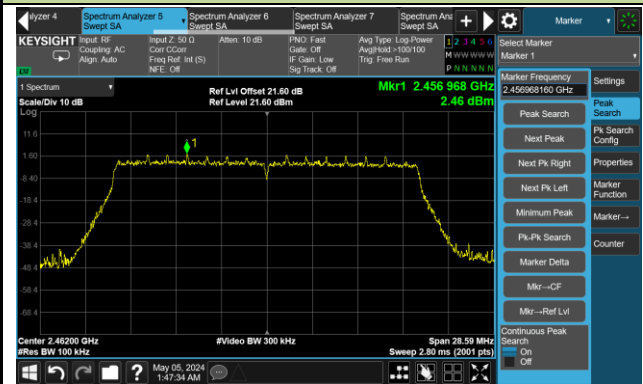 lyzer 4
Spectrum Analyzer 5
Swept SA
Spectrum Analyzer 6
Swept SA
Spectrum Analyzer 7
Swept SA
Spectrum Ana
Swept SA
Marker
KEYSIGHT
Input: RF
Coupling: AC
Align: Auto
Input Z: 50 Ω
Corr CCorr
Freq Ref: Int (S)
NFE: Off
Atten: 10 dB
PNO: Fast
Gate: Off
IF Gain: Low
Sig Track: Off
Avg Type: Log-Power
Avg|Hold >100/100
Trig: Free Run
1 2 3 4 5 6
M W W W W W
P N N N N N
Select Marker
Marker 1
1 Spectrum
Scale/Div 10 dB
Log
Ref Lvl Offset 21.60 dB
Ref Level 21.60 dBm
Mkr1 2.456 968 GHz
2.46 dBm
1
11.6
1.60
-8.40
-18.4
-28.4
-38.4
-48.4
-58.4
-68.4
Center 2.46200 GHz
#Res BW 100 kHz
#Video BW 300 kHz
Span 28.59 MHz
Sweep 2.80 ms (2001 pts)
Marker Frequency
2.456968160 GHz
Peak Search
Next Peak
Next Pk Right
Next Pk Left
Minimum Peak
Pk-Pk Search
Marker Delta
Mkr→CF
Mkr→Ref Lvl
Continuous Peak
Search
On
Off
Settings
Peak
Search
Pk Search
Config
Properties
Marker
Function
Marker→
Counter
May 05, 2024
1:47:34 AM